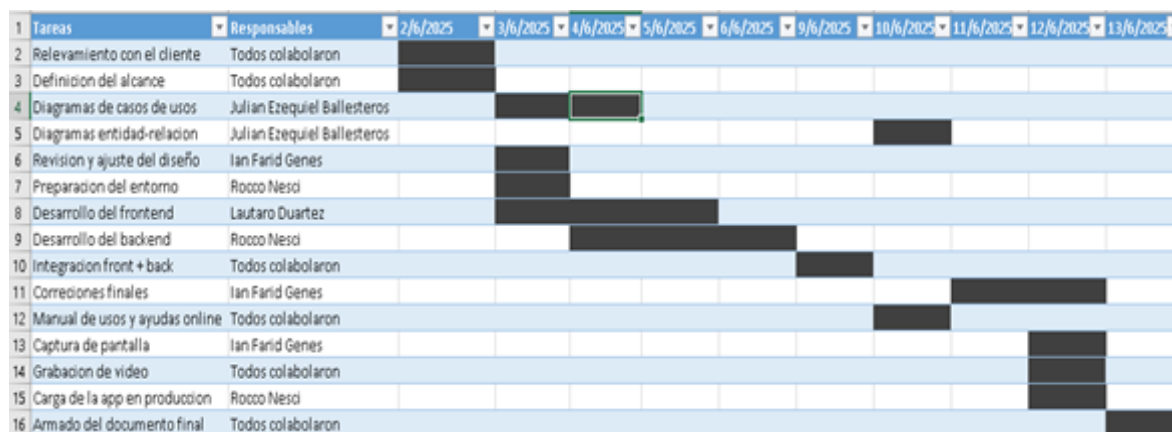 1 Tareas Responsables 2/6/2025 3/6/2025 4/6/2025 5/6/2025 6/6/2025 9/6/2025 10/6/2025 11/6/2025 12/6/2025 13/6/2025
2 Relevamiento con el cliente Todos colabolaron
3 Definicion del alcance Todos colabolaron
4 Diagramas de casos de usos Julian Ezequiel Ballesteros
5 Diagramas entidad-relacion Julian Ezequiel Ballesteros
6 Revision y ajuste del diseño Ian Farid Genes
7 Preparacion del entorno Rocco Nesci
8 Desarrollo del frontend Lautaro Duartez
9 Desarrollo del backend Rocco Nesci
10 Integracion front + back Todos colabolaron
11 Correciones finales Ian Farid Genes
12 Manual de usos y ayudas online Todos colabolaron
13 Captura de pantalla Ian Farid Genes
14 Grabacion de video Todos colabolaron
15 Carga de la app en produccion Rocco Nesci
16 Armado del documento final Todos colabolaron